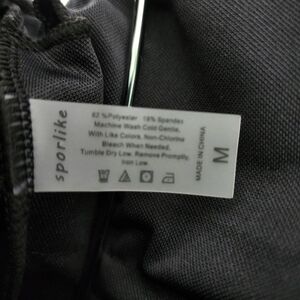 sporlike
82 %Polyester 18% Spandex
Machine Wash Cold Gentle,
With Like Colors, Non-Chlorine
Bleach When Needed,
Tumble Dry Low. Remove Promptly,
Iron Low.
MADE IN CHINA
M